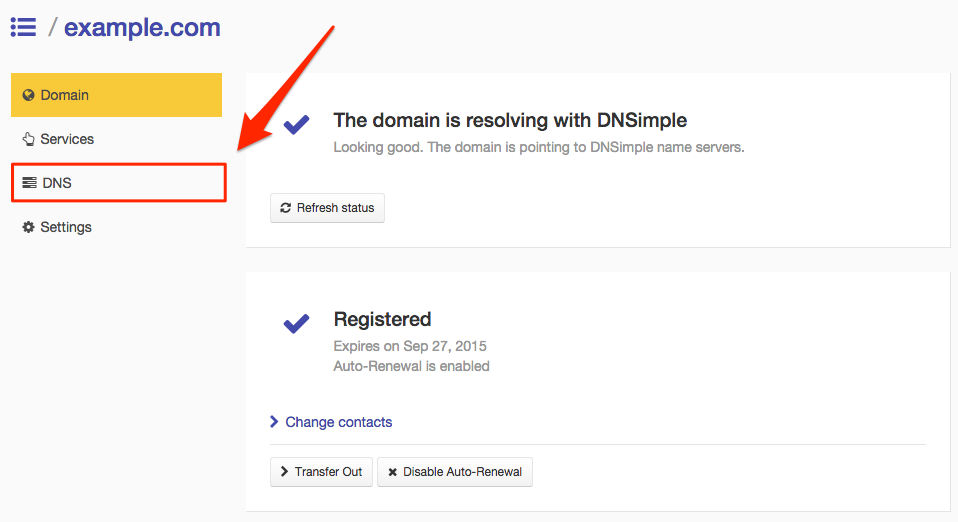 / example.com
Domain
Services
DNS
Settings
The domain is resolving with DNSimple
Looking good. The domain is pointing to DNSimple name servers.
Refresh status
Registered
Expires on Sep 27, 2015
Auto-Renewal is enabled
Change contacts
Transfer Out
Disable Auto-Renewal